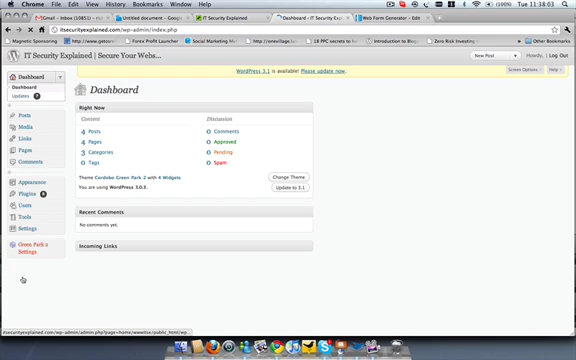 Chrome File Edit View History Bookmarks Window Help
(100%)
11:38:03
Gmail - Inbox (10851) -
Untitled document -
IT Security Explained
Dashboard ‹ IT Security Expl
Web Form Generator - Edit
itsecurityexplained.com/wp-admin/index.php
Magnetic Sponsoring
Forex Profit Launcher
Social Marketing M
18 PPC secrets to h
Introduction to Blog
Zero Risk Investing
Other Bookmarks
IT Security Explained | Secure Your Webs...
New Post
Howdy,
Log Out
WordPress 3.1 is available! Please update now.
Screen Options
Help
Dashboard
Dashboard
Updates
Posts
Media
Links
Pages
Comments
Appearance
Plugins
Users
Tools
Settings
Green Park 2
Settings
Dashboard
Right Now
Content
Discussion
4 Posts
0 Comments
4 Pages
0 Approved
3 Categories
0 Pending
0 Tags
0 Spam
Theme Cordobo Green Park 2 with 4 Widgets
Change Theme
You are using WordPress 3.0.3.
Update to 3.1
Recent Comments
No comments yet.
Incoming Links
itsecurityexplained.com/wp-admin/admin.php?page=home/wwwitse/public_html/wp